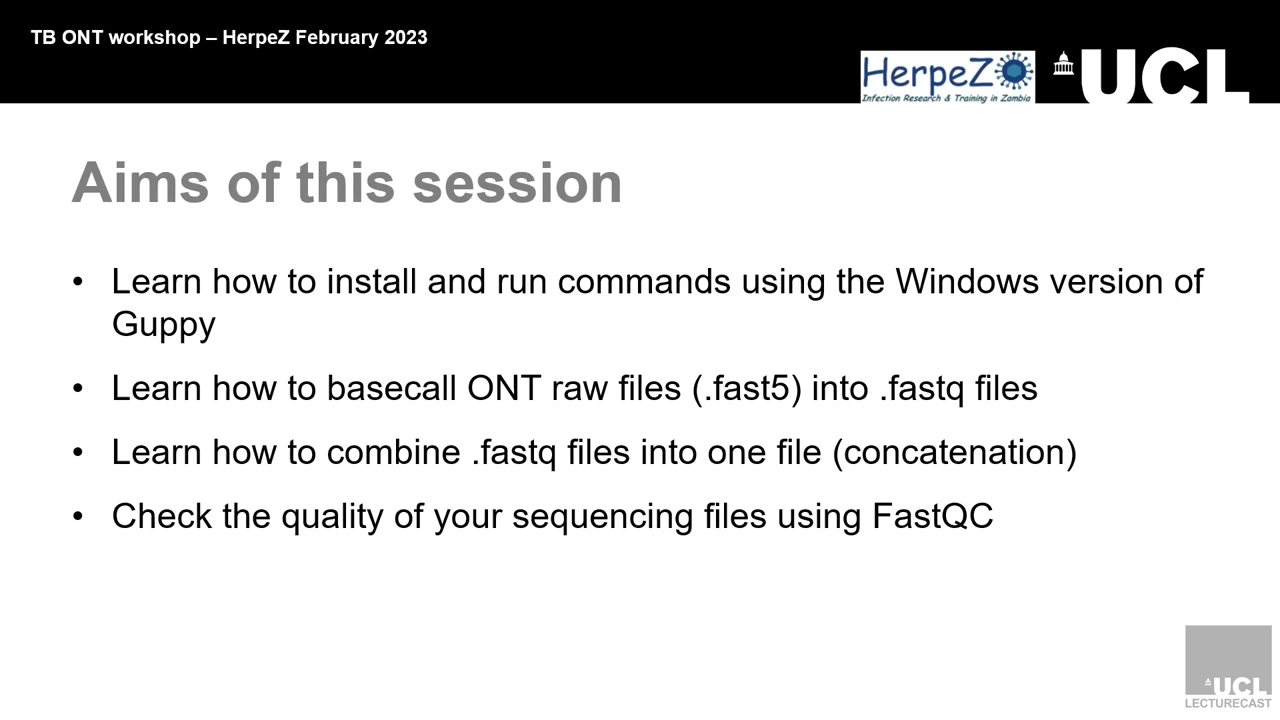 TB ONT workshop – HerpeZ February 2023
HerpeZ
Infection Research & Training in Zambia
UCL
Aims of this session
• Learn how to install and run commands using the Windows version of
Guppy
• Learn how to basecall ONT raw files (.fast5) into .fastq files
• Learn how to combine .fastq files into one file (concatenation)
• Check the quality of your sequencing files using FastQC
UCL
LECTURECAST